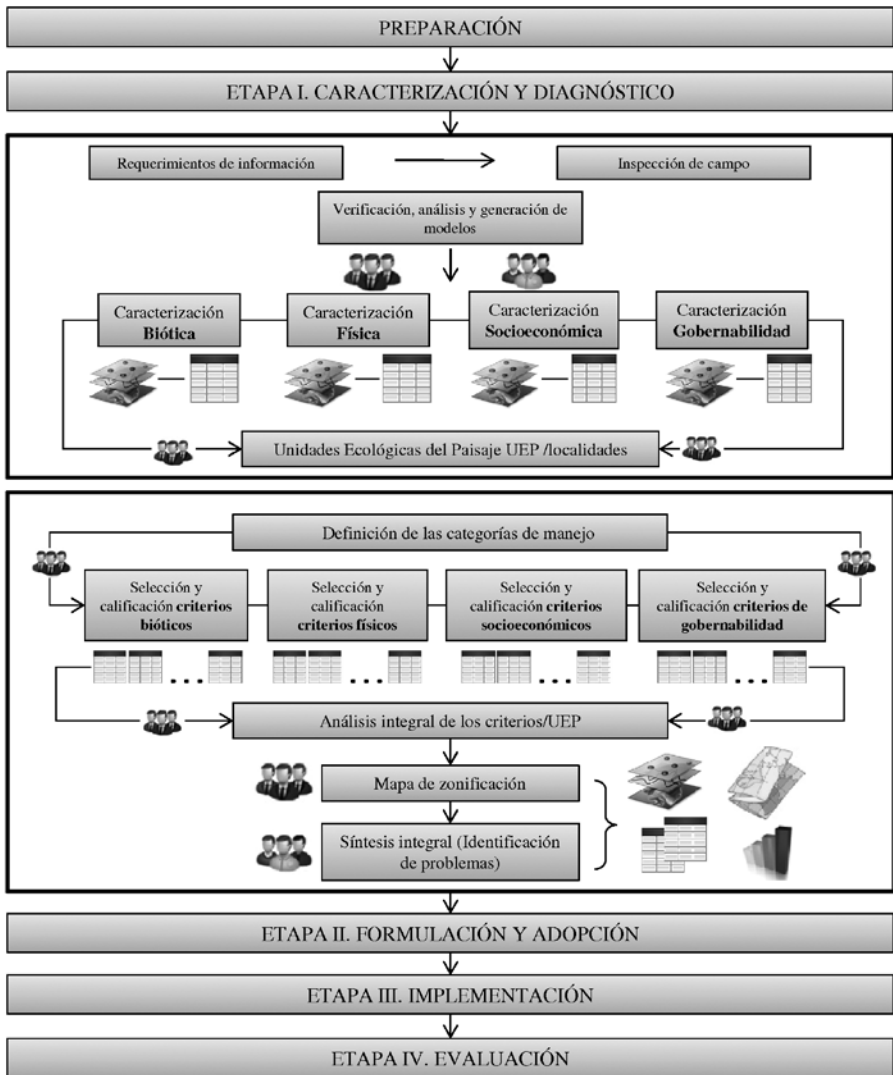 PREPARACIÓN
ETAPA I. CARACTERIZACIÓN Y DIAGNÓSTICO
Requerimientos de información
Inspección de campo
Verificación, análisis y generación de
modelos
Caracterización
Biótica
Caracterización
Física
Caracterización
Socioeconómica
Caracterización
Gobernabilidad
Unidades Ecológicas del Paisaje UEP /localidades
Definición de las categorías de manejo
Selección y
calificación criterios
bióticos
Selección y
calificación
criterios físicos
Selección y
calificación criterios
socioeconómicos
Selección y
calificación criterios de
gobernabilidad
Análisis integral de los criterios/UEP
Mapa de zonificación
Síntesis integral (Identificación
de problemas)
ETAPA II. FORMULACIÓN Y ADOPCIÓN
ETAPA III. IMPLEMENTACIÓN
ETAPA IV. EVALUACIÓN